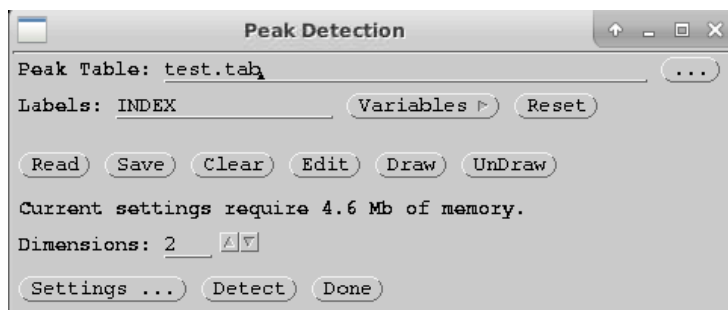 Peak Detection
Peak Table: test.tab ...
Labels: INDEX Variables Reset
Read Save Clear Edit Draw UnDraw
Current settings require 4.6 Mb of memory.
Dimensions: 2
Settings ... Detect Done